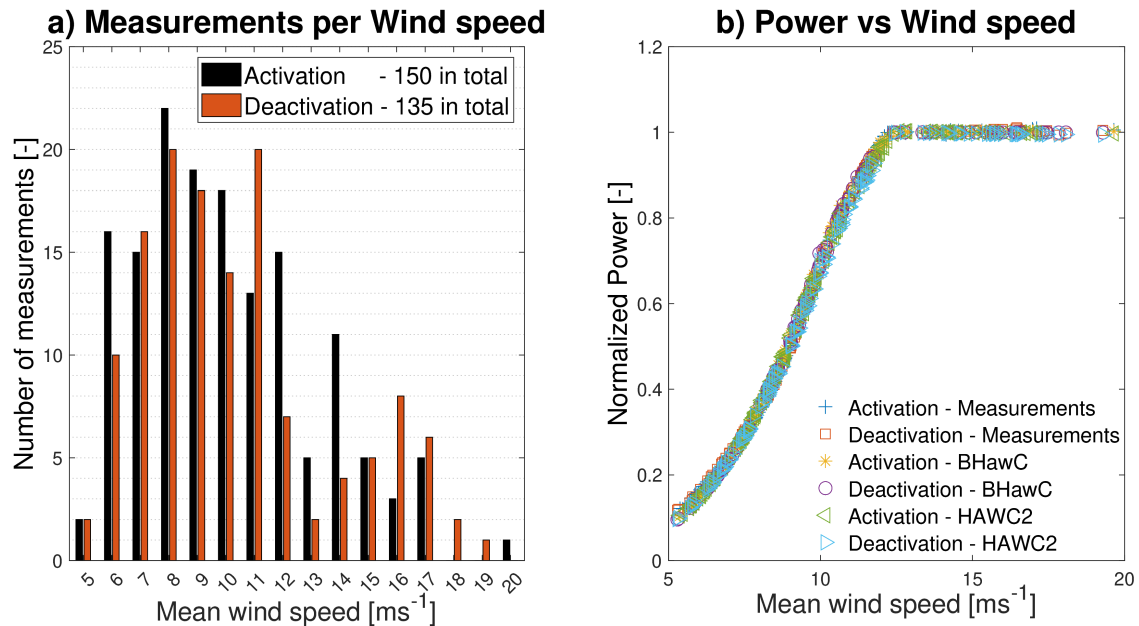 a) Measurements per Wind speed
25
20
15
10
5
0
Number of measurements [-]
Activation - 150 in total
Deactivation - 135 in total
5 6 7 8 9 10 11 12 13 14 15 16 17 18 19 20
Mean wind speed [ms⁻¹]
b) Power vs Wind speed
1.2
1
0.8
0.6
0.4
0.2
0
Normalized Power [-]
Activation - Measurements
Deactivation - Measurements
Activation - BHawC
Deactivation - BHawC
Activation - HAWC2
Deactivation - HAWC2
5 10 15 20
Mean wind speed [ms⁻¹]